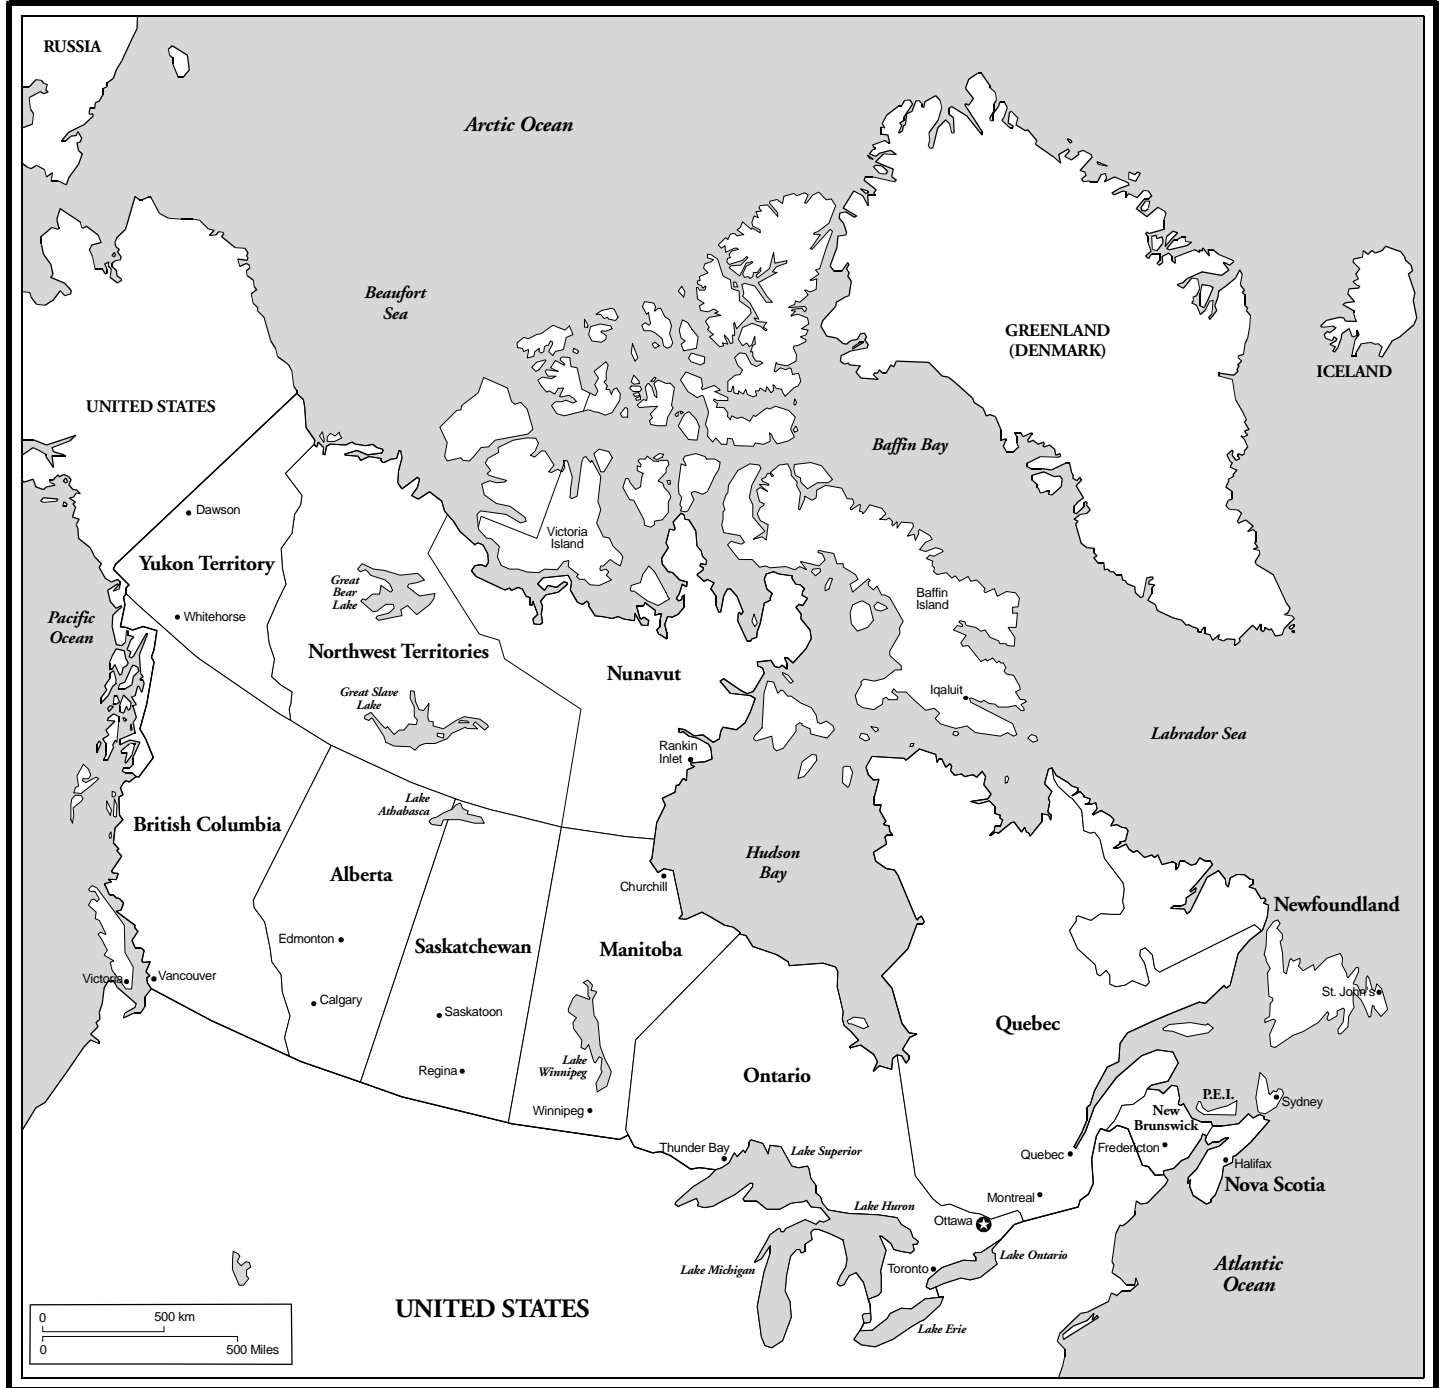 RUSSIA
Arctic Ocean
Beaufort
Sea
GREENLAND
(DENMARK)
ICELAND
UNITED STATES
Baffin Bay
Dawson
Victoria
Island
Yukon Territory
Great
Bear
Lake
Baffin
Island
Pacific
Ocean
Whitehorse
Northwest Territories
Nunavut
Great Slave
Lake
Iqaluit
Labrador Sea
Rankin
Inlet
Lake
Athabasca
British Columbia
Hudson
Bay
Alberta
Churchill
Newfoundland
Edmonton
Saskatchewan
Manitoba
Victoria
Vancouver
St. John's
Calgary
Saskatoon
Quebec
Lake
Winnipeg
Regina
Ontario
P.E.I.
Sydney
Winnipeg
New
Brunswick
Thunder Bay
Lake Superior
Quebec
Fredericton
Halifax
Nova Scotia
Montreal
Lake Huron
Ottawa
Lake Ontario
Lake Michigan
Toronto
Atlantic
Ocean
UNITED STATES
Lake Erie
0 500 km
0 500 Miles